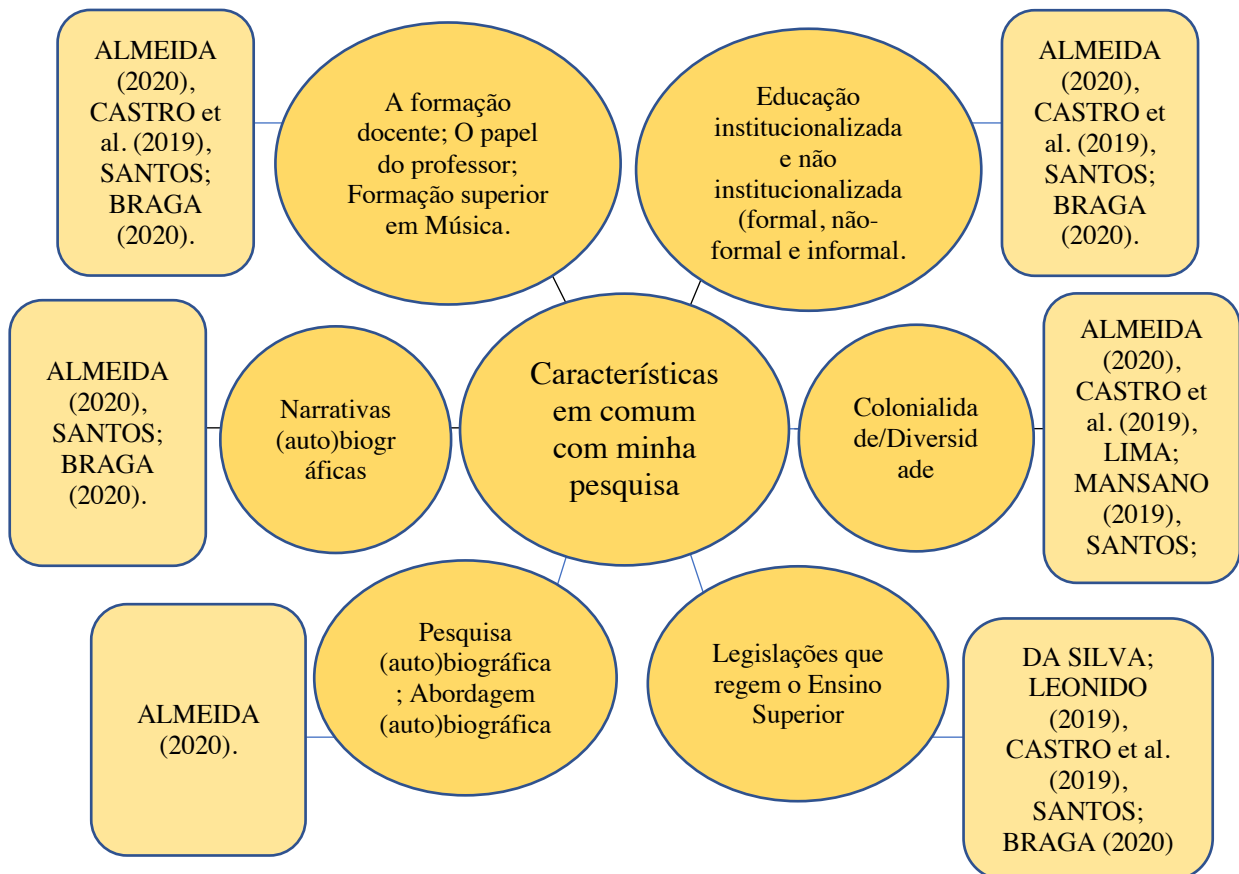 ALMEIDA
(2020),
CASTRO et
al. (2019),
SANTOS;
BRAGA
(2020).
A formação
docente; O papel
do professor;
Formação superior
em Música.
Educação
institucionalizada
e não
institucionalizada
(formal, não-
formal e informal.
ALMEIDA
(2020),
CASTRO et
al. (2019),
SANTOS;
BRAGA
(2020).
ALMEIDA
(2020),
SANTOS;
BRAGA
(2020).
Narrativas
(auto)biogr
áficas
Características
em comum
com minha
pesquisa
Colonialida
de/Diversid
ade
ALMEIDA
(2020),
CASTRO et
al. (2019),
LIMA;
MANSANO
(2019),
SANTOS;
ALMEIDA
(2020).
Pesquisa
(auto)biográfica
; Abordagem
(auto)biográfica
Legislações que
regem o Ensino
Superior
DA SILVA;
LEONIDO
(2019),
CASTRO et al.
(2019),
SANTOS;
BRAGA (2020)